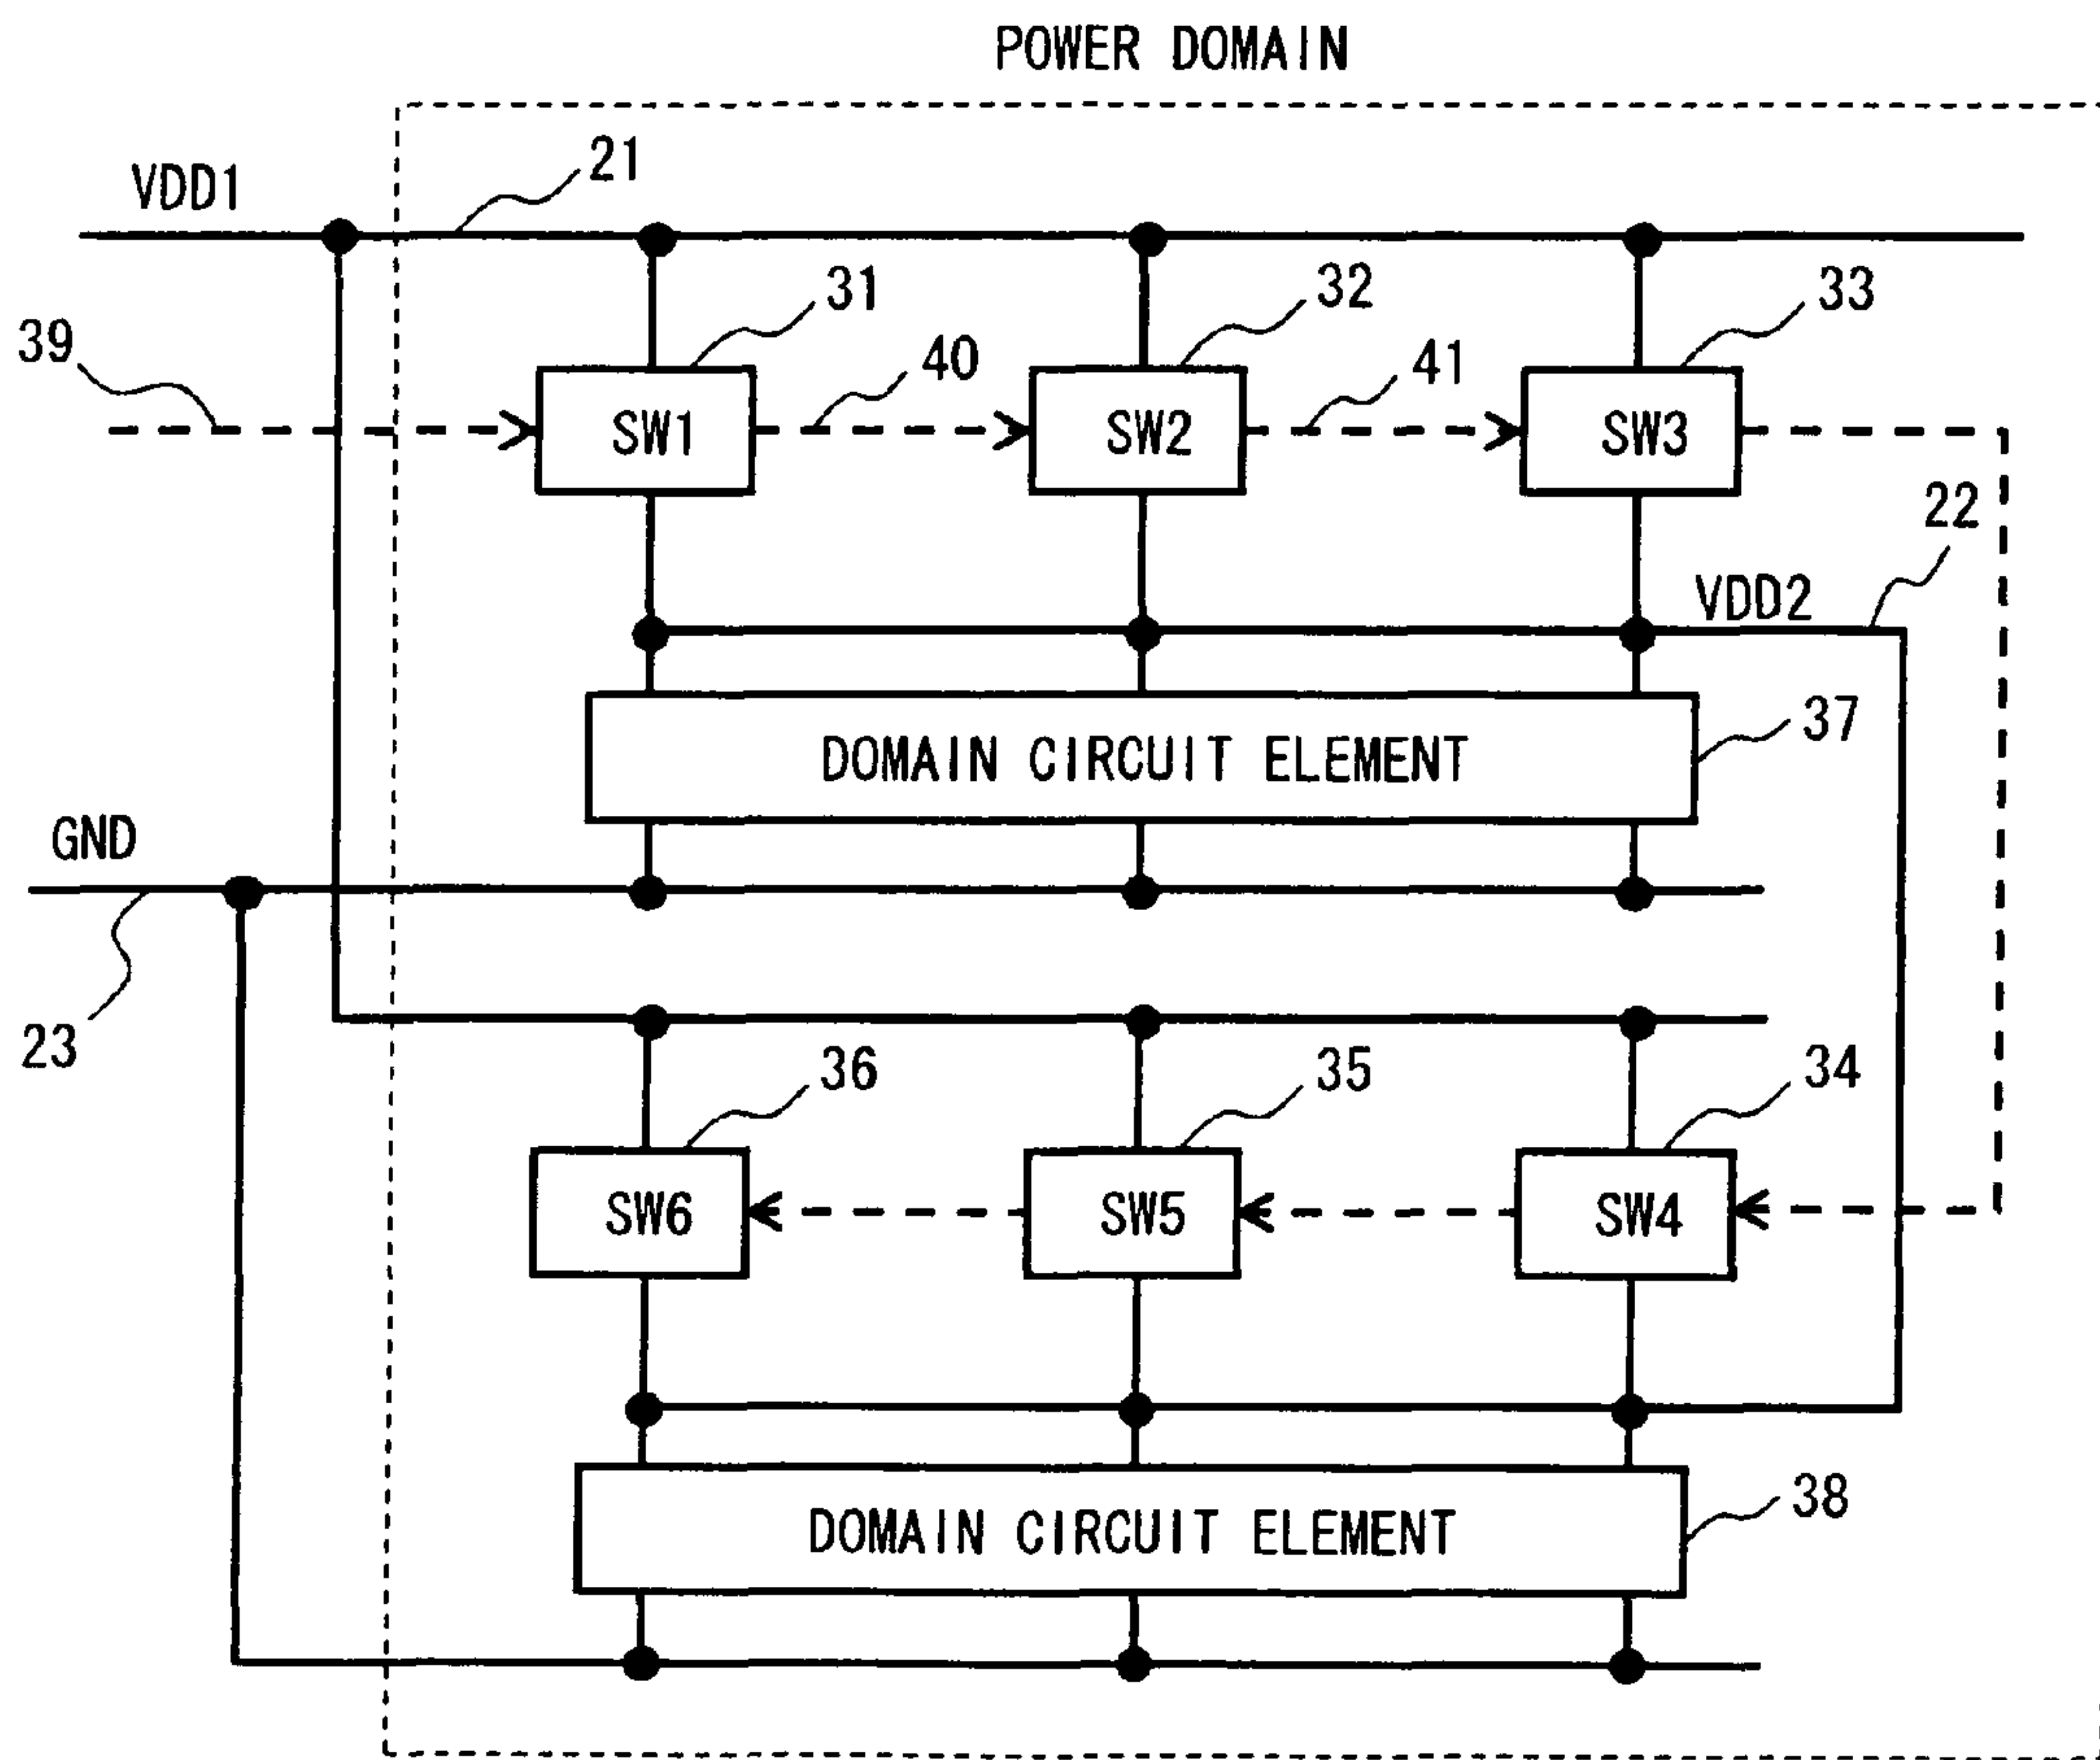 POWER DOMAIN
VDD1
21
31
32
33
39
40
41
SW1
SW2
SW3
22
VDD2
37
DOMAIN CIRCUIT ELEMENT
GND
23
36
35
34
SW6
SW5
SW4
38
DOMAIN CIRCUIT ELEMENT